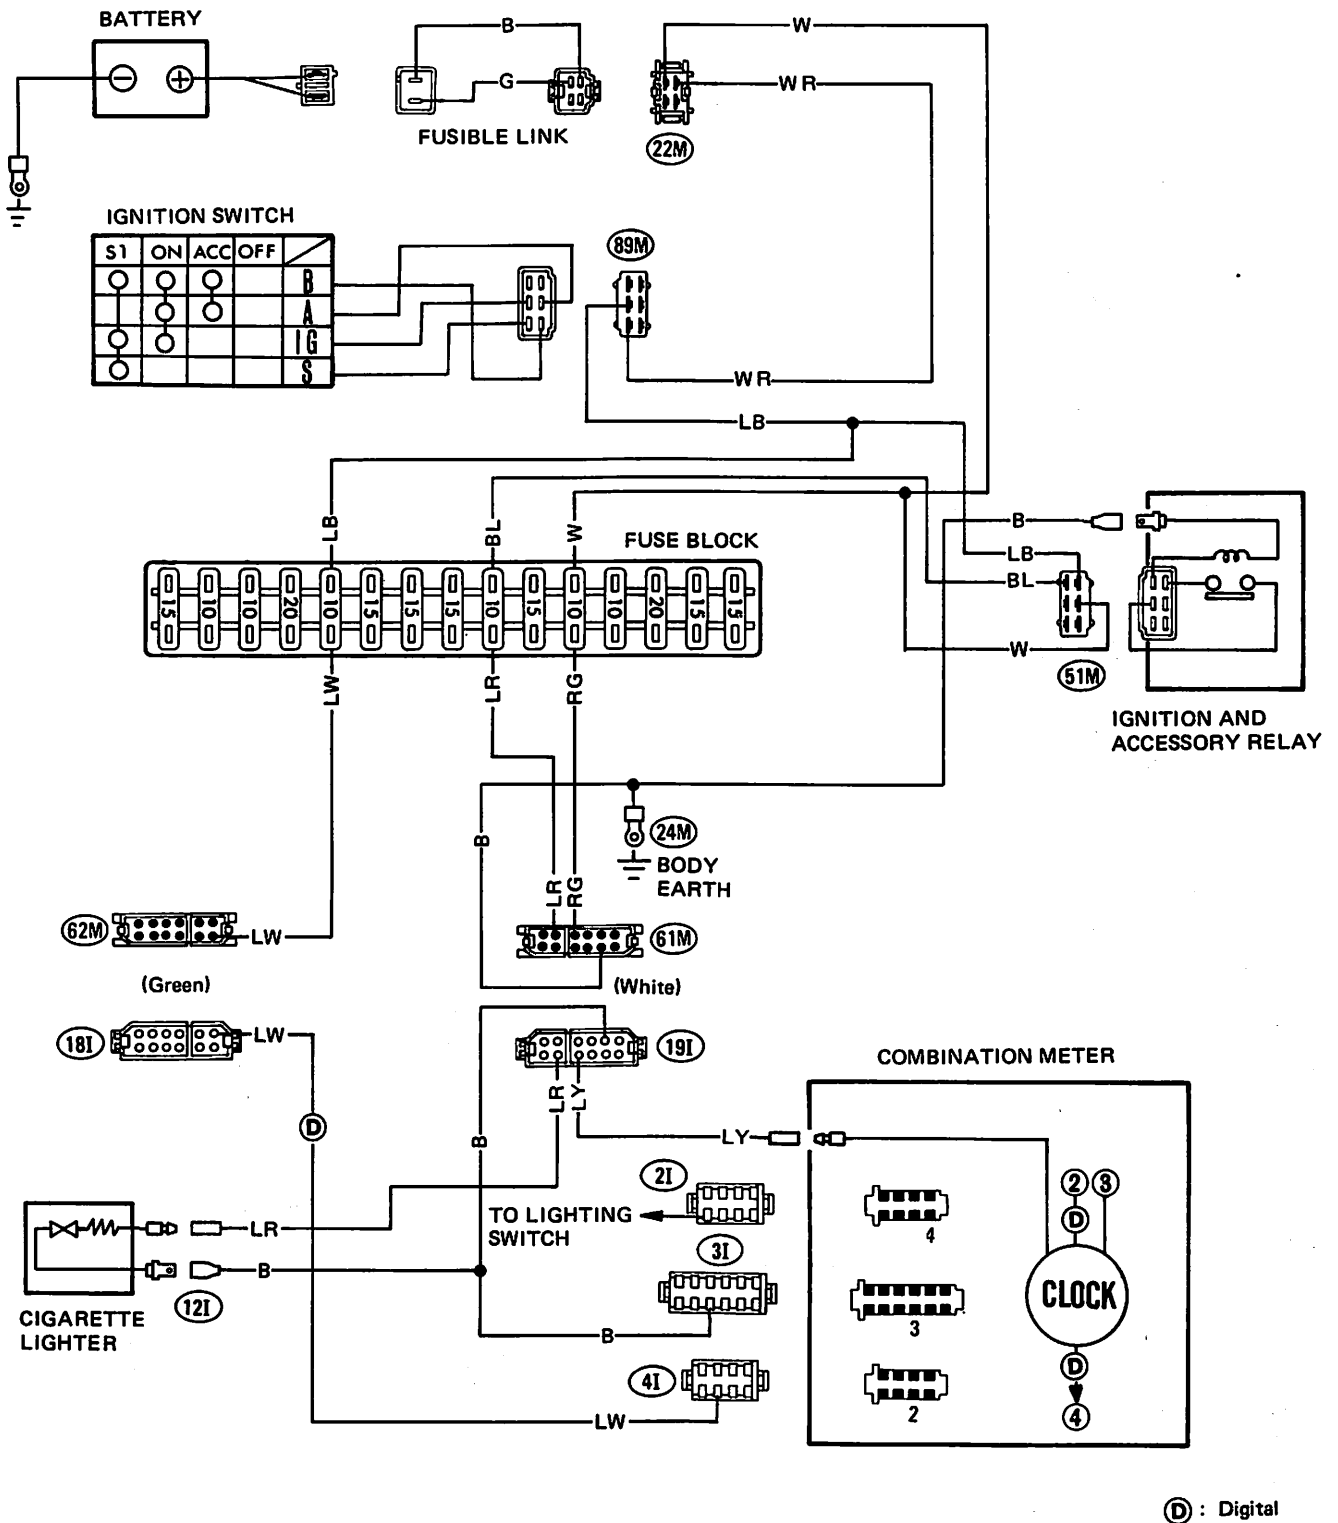 BATTERY
B
W
G
WR
FUSIBLE LINK
22M
IGNITION SWITCH
S1 ON ACC OFF
B
A
IG
S
89M
WR
LB
LB
BL
W
FUSE BLOCK
B
LB
BL
15 10 10 20 10 15 15 15 10 15 10 10 20 15 15
W
51M
LW
LR
RG
IGNITION AND
ACCESSORY RELAY
B
24M
BODY
EARTH
LR
RG
62M
LW
61M
(Green)
(White)
18I
LW
19I
COMBINATION METER
LR
LY
D
B
LY
2I
2 3
TO LIGHTING
SWITCH
D
4
LR
3I
B
12I
CLOCK
CIGARETTE
LIGHTER
3
B
D
4I
2
4
LW
D : Digital